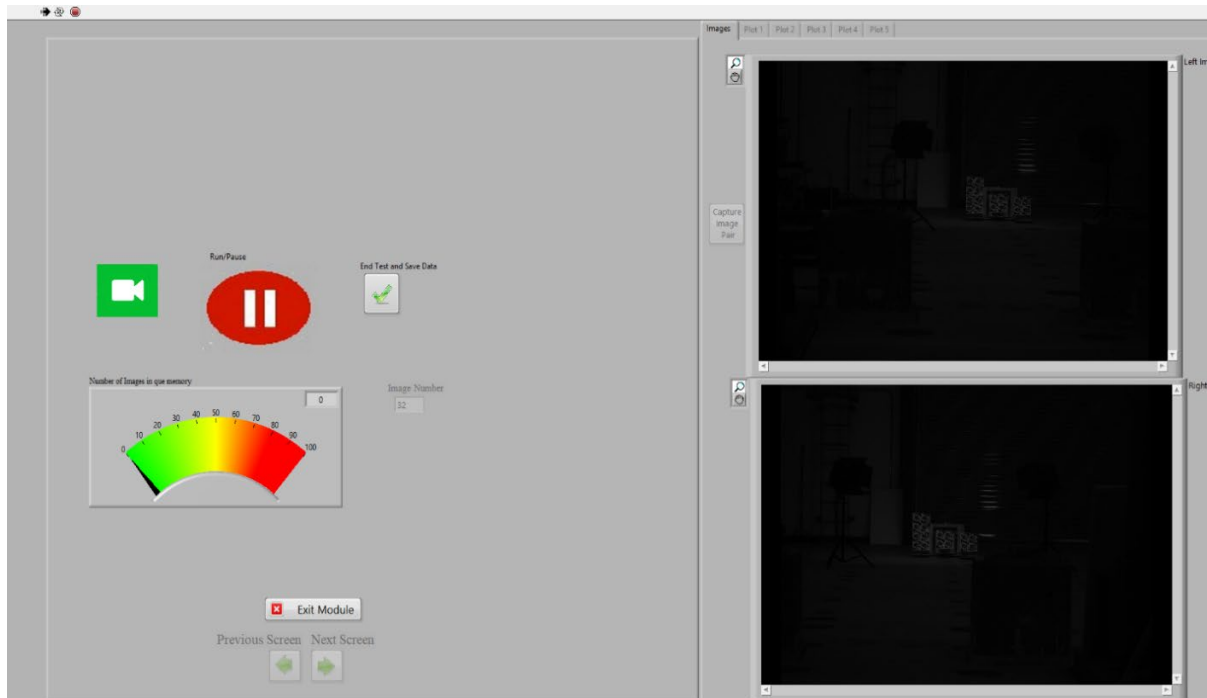 Images Plot 1 Plot 2 Plot 3 Plot 4 Plot 5
Left Im
Capture
Image
Pair
Run/Pause
End Test and Save Data
Number of Images in que memory
0
0 10 20 30 40 50 60 70 80 90 100
Image Number
32
Right
Exit Module
Previous Screen Next Screen